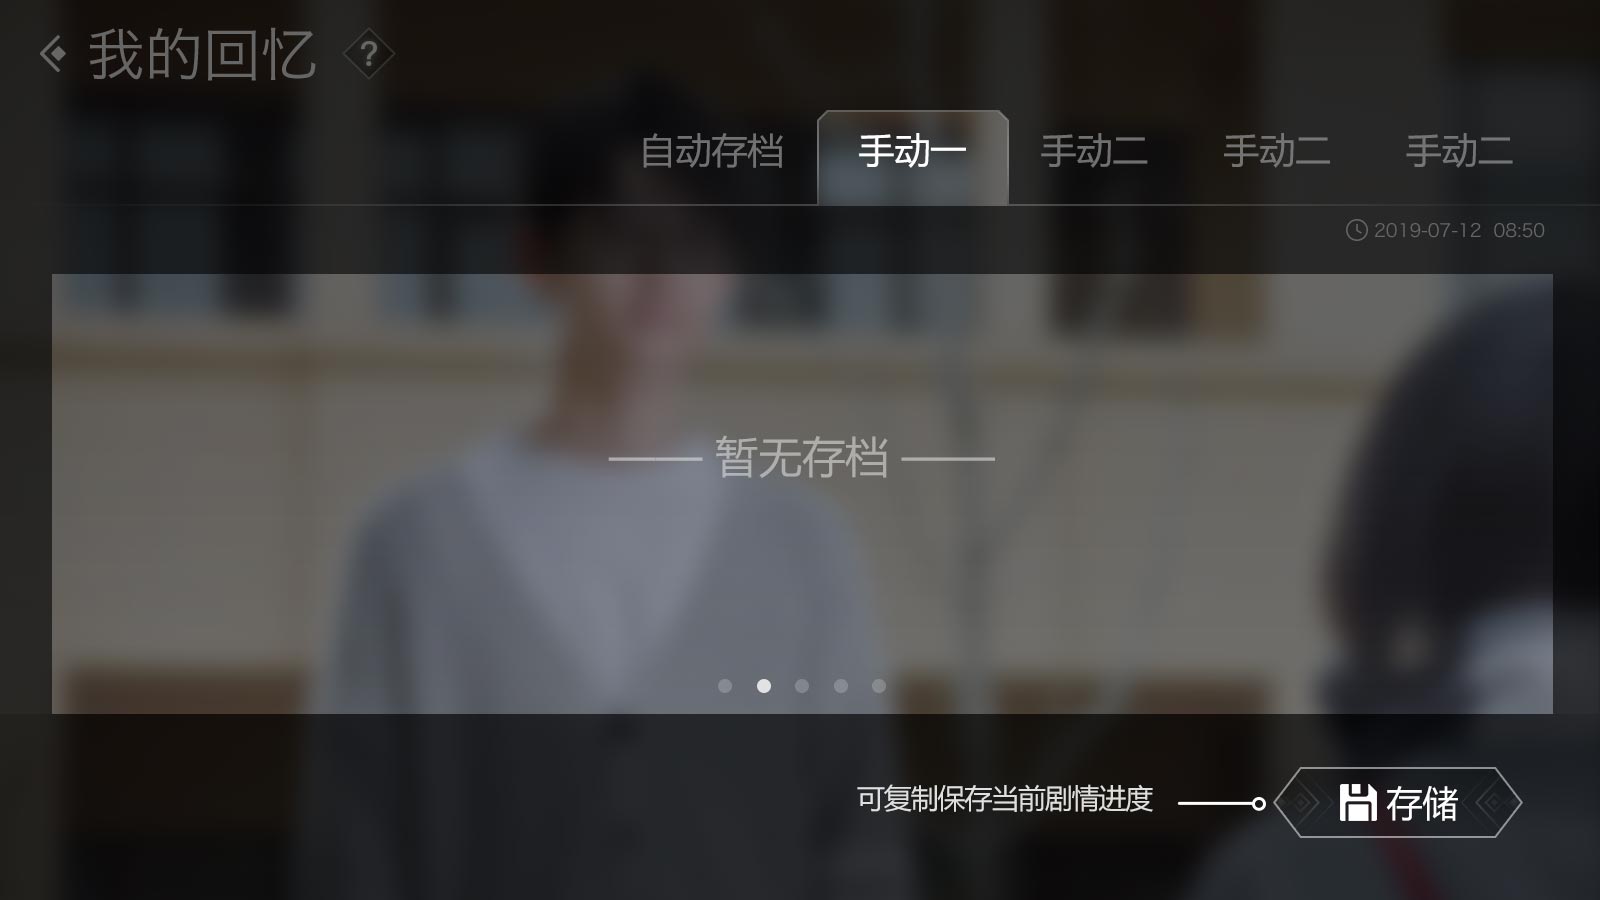 我的回忆 ?
自动存档 手动一 手动二 手动二 手动二
2019-07-12 08:50
暂无存档
可复制保存当前剧情进度
存储